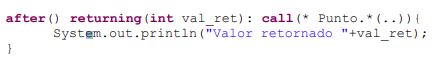 after() returning(int val_ret): call(* Punto.*(..)){
System.out.println("Valor retornado "+val_ret);
}